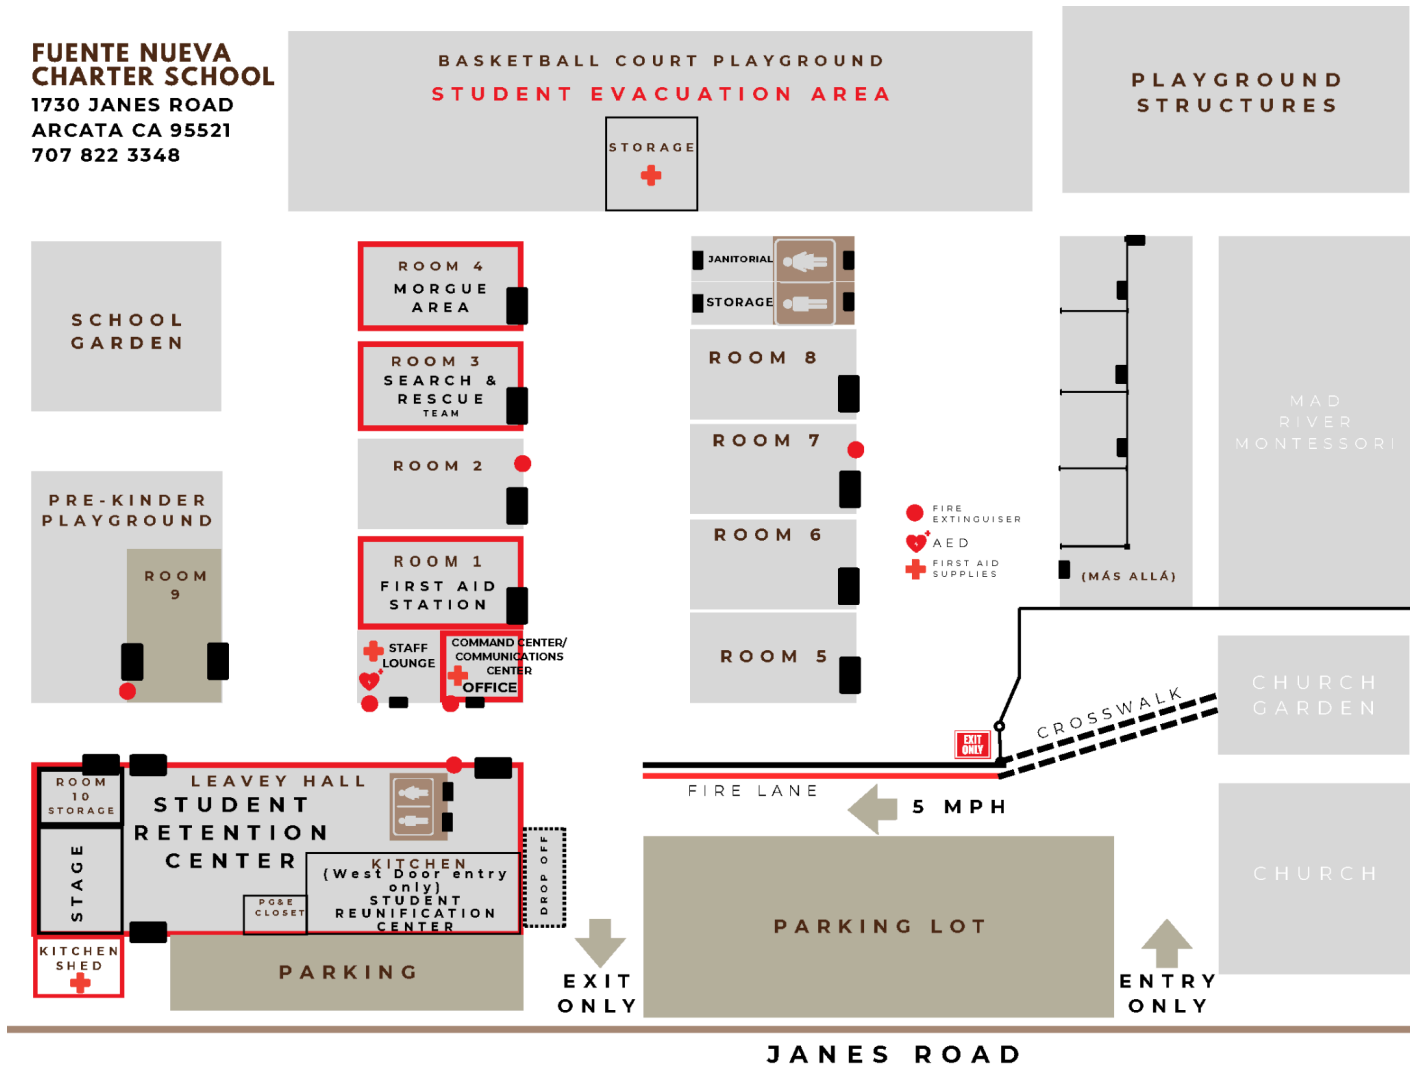 FUENTE NUEVA
CHARTER SCHOOL
1730 JANES ROAD
ARCATA CA 95521
707 822 3348
BASKETBALL COURT PLAYGROUND
STUDENT EVACUATION AREA
STORAGE
PLAYGROUND
STRUCTURES
SCHOOL
GARDEN
ROOM 4
MORGUE
AREA
ROOM 3
SEARCH &
RESCUE
TEAM
ROOM 2
ROOM 1
FIRST AID
STATION
STAFF
LOUNGE
COMMAND CENTER/
COMMUNICATIONS
CENTER
OFFICE
JANITORIAL
STORAGE
ROOM 8
ROOM 7
ROOM 6
ROOM 5
FIRE
EXTINGUISER
AED
FIRST AID
SUPPLIES
(MÁS ALLÁ)
MAD
RIVER
MONTESSORI
PRE-KINDER
PLAYGROUND
ROOM
9
CHURCH
GARDEN
CROSSWALK
EXIT
ONLY
FIRE LANE
5 MPH
LEAVEY HALL
STUDENT
RETENTION
CENTER
ROOM
10
STORAGE
STAGE
KITCHEN
(West Door entry
only)
STUDENT
REUNIFICATION
CENTER
PG&E
CLOSET
DROP OFF
KITCHEN
SHED
PARKING
EXIT
ONLY
PARKING LOT
ENTRY
ONLY
CHURCH
JANES ROAD